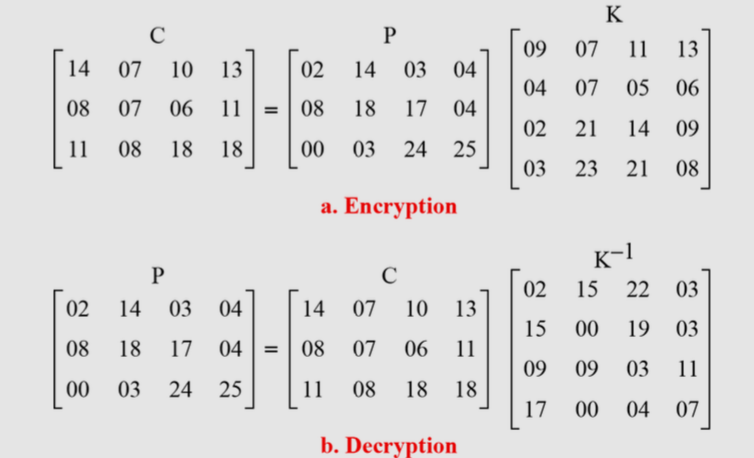 C = P K
14 07 10 13 = 02 14 03 04 09 07 11 13
08 07 06 11 08 18 17 04 04 07 05 06
11 08 18 18 00 03 24 25 02 21 14 09
03 23 21 08
a. Encryption
P C K−1
02 14 03 04 14 07 10 13 02 15 22 03
08 18 17 04 = 08 07 06 11 15 00 19 03
00 03 24 25 11 08 18 18 09 09 03 11
17 00 04 07
b. Decryption